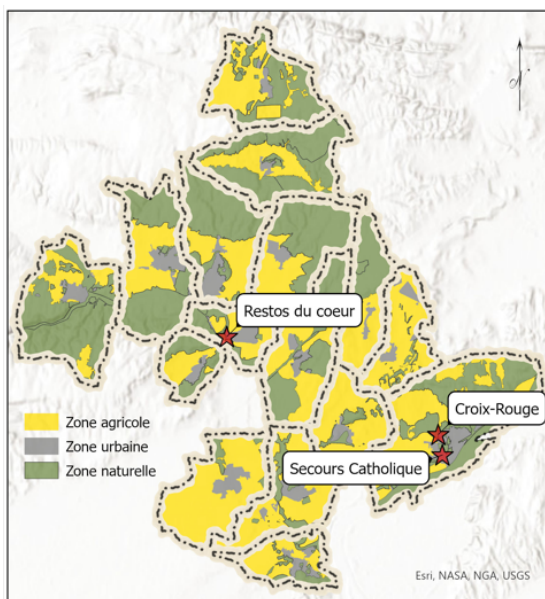 N
Restos du coeur
Croix-Rouge
Secours Catholique
Zone agricole
Zone urbaine
Zone naturelle
Esri, NASA, NGA, USGS